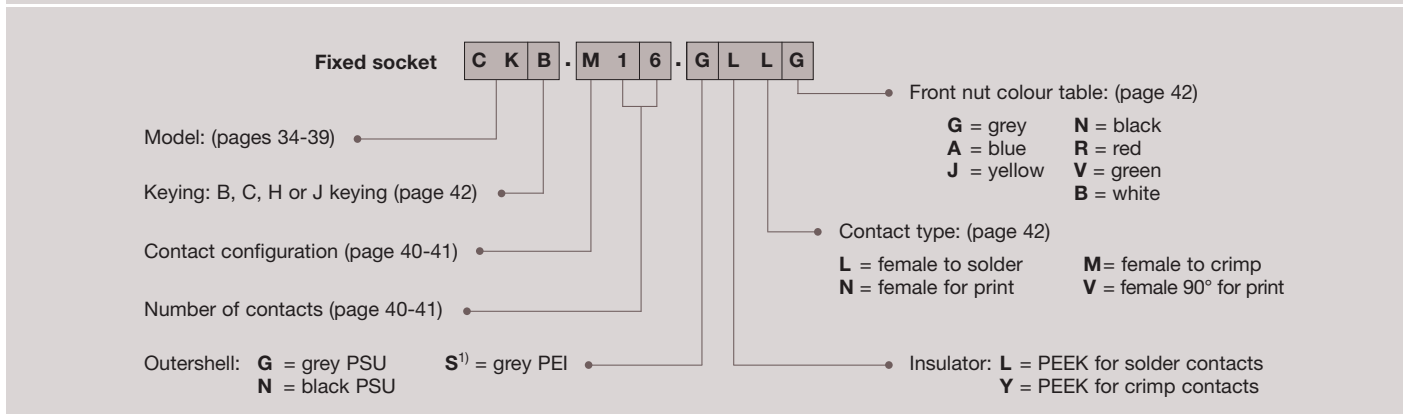 Fixed socket C K B . M 1 6 . G L L G
Front nut colour table: (page 42)
G = grey N = black
A = blue R = red
J = yellow V = green
B = white
Model: (pages 34-39)
Keying: B, C, H or J keying (page 42)
Contact type: (page 42)
L = female to solder M= female to crimp
N = female for print V = female 90° for print
Contact configuration (page 40-41)
Number of contacts (page 40-41)
Outershell: G = grey PSU S1) = grey PEI
N = black PSU
Insulator: L = PEEK for solder contacts
Y = PEEK for crimp contacts